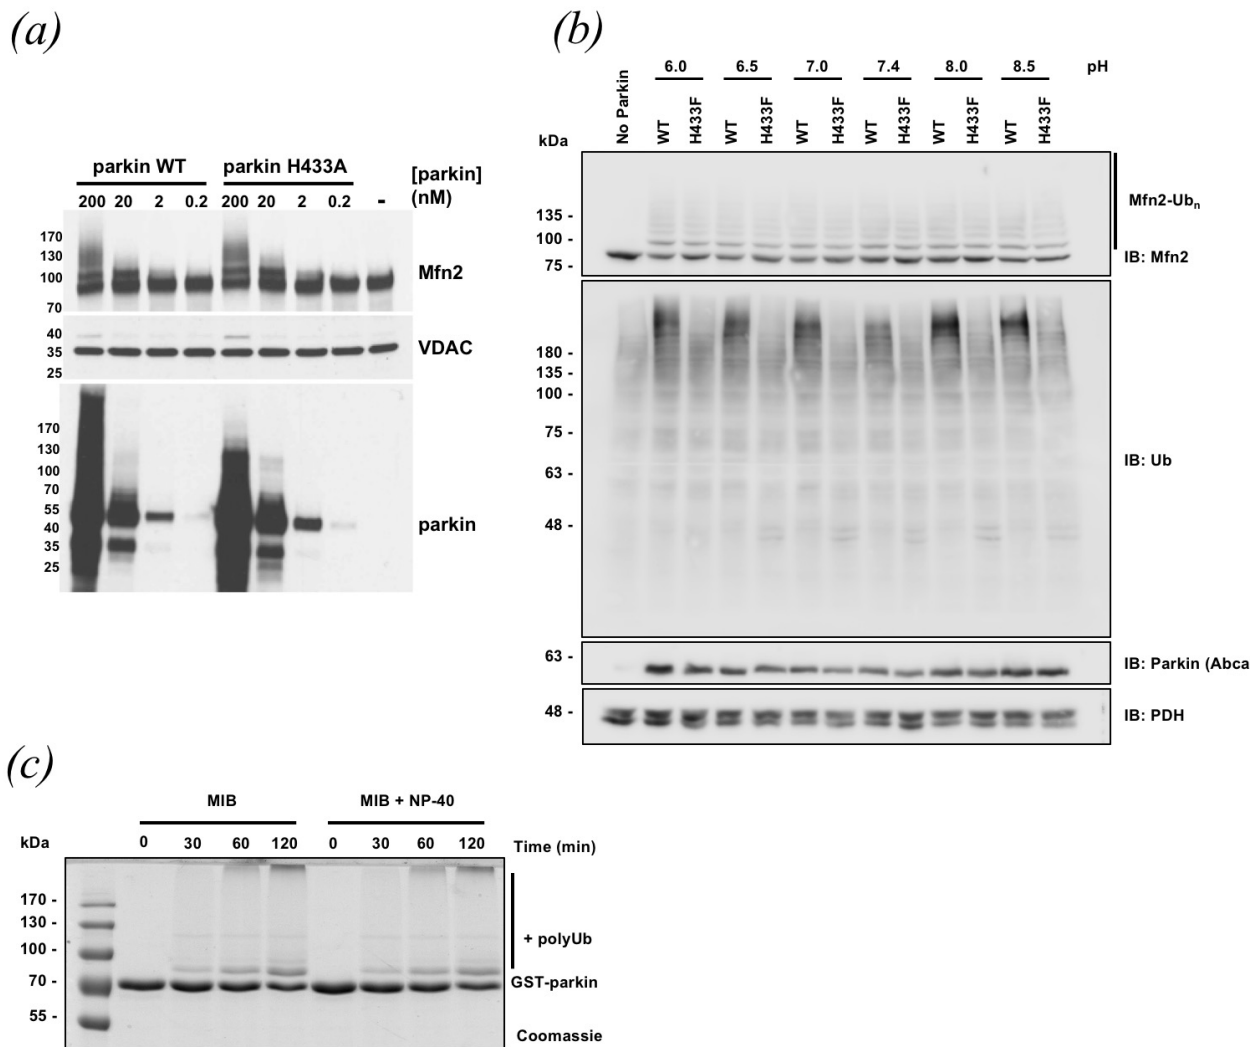 (a)
parkin WT parkin H433A [parkin] (nM)
200 20 2 0.2 200 20 2 0.2 -
170
130
100
70
Mfn2
40
35
25
VDAC
170
130
100
70
55
40
35
25
parkin
(b)
6.0 6.5 7.0 7.4 8.0 8.5 pH
No Parkin WT H433F WT H433F WT H433F WT H433F WT H433F WT H433F
kDa
135 -
100 -
75 -
Mfn2-Ubn
IB: Mfn2
180 -
135 -
100 -
75 -
63 -
48 -
IB: Ub
63 -
IB: Parkin (Abca
48 -
IB: PDH
(c)
MIB MIB + NP-40
kDa 0 30 60 120 0 30 60 120 Time (min)
170 -
130 -
100 -
70 -
55 -
+ polyUb
GST-parkin
Coomassie